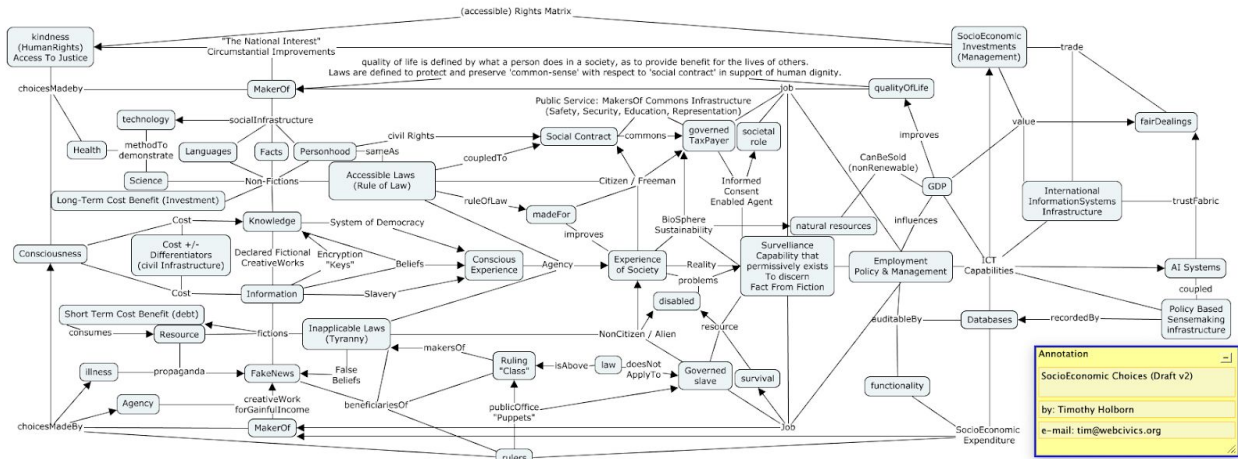 (accessible) Rights Matrix
kindness
(HumanRights)
Access To Justice
"The National Interest"
Circumstantial Improvements
SocioEconomic
Investments
(Management)
trade
quality of life is defined by what a person does in a society, as to provide benefit for the lives of others.
Laws are defined to protect and preserve 'common-sense' with respect to 'social contract' in support of human dignity.
choicesMadeby
MakerOf
job
qualityOfLife
Public Service: MakersOf Commons Infrastructure
(Safety, Security, Education, Representation)
technology
socialInfrastructure
value
fairDealings
civil Rights
Social Contract
commons
governed
TaxPayer
societal
role
improves
Health
methodTo
demonstrate
Languages
Facts
Personhood
sameAs
coupledTo
CanBeSold
(nonRenewable)
Science
Non-Fictions
Accessible Laws
(Rule of Law)
Citizen / Freeman
Informed
Consent
Enabled Agent
GDP
International
InformationSystems
Infrastructure
trustFabric
Long-Term Cost Benefit (Investment)
ruleOfLaw
madeFor
Cost
Knowledge
System of Democracy
improves
BioSphere
Sustainability
natural resources
influences
Consciousness
Cost +/-
Differentiators
(civil Infrastructure)
Declared Fictional
CreativeWorks
Encryption
"Keys"
Beliefs
Conscious
Experience
Agency
Experience
of Society
Reality
problems
Surveillance
Capability that
permissively exists
To discern
Fact From Fiction
Employment
Policy & Management
ICT
Capabilities
AI Systems
Cost
Information
Slavery
disabled
coupled
Short Term Cost Benefit (debt)
consumes
Resource
fictions
Inapplicable Laws
(Tyranny)
NonCitizen / Alien
resource
auditableBy
Databases
recordedBy
Policy Based
Sensemaking
infrastructure
makersOf
Ruling
"Class"
isAbove
law
doesNot
ApplyTo
Governed
slave
survival
illness
propaganda
FakeNews
False
Beliefs
functionality
Agency
creativeWork
forGainfulIncome
beneficiariesOf
publicOffice
"Puppets"
choicesMadeBy
MakerOf
Job
SocioEconomic
Expenditure
rulers
Annotation
SocioEconomic Choices (Draft v2)
by: Timothy Holborn
e-mail: tim@webcivics.org